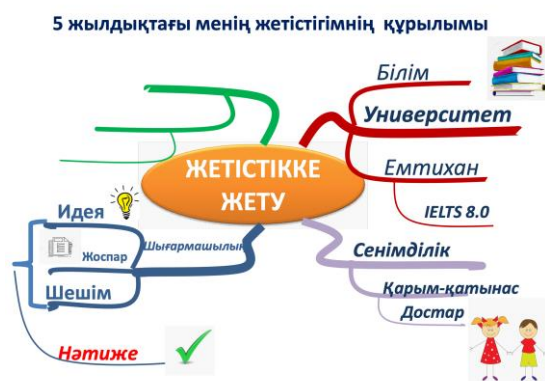 5 жылдықтағы менің жетістігімнің құрылымы
Білім
Университет
ЖЕТІСТІККЕ
ЖЕТУ
Емтихан
IELTS 8.0
Идея
Шығармашылық
Жоспар
Шешім
Сенімділік
Қарым-қатынас
Достар
Нәтиже